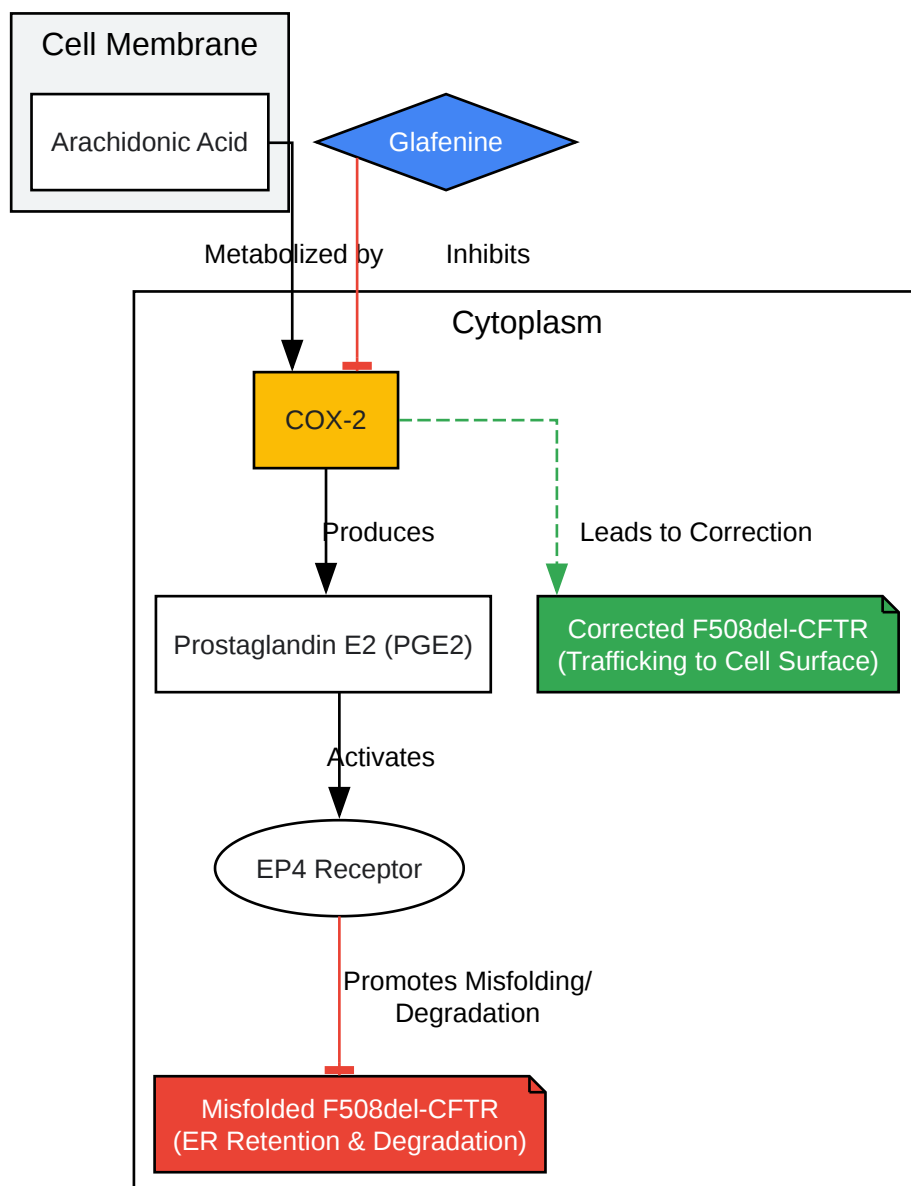 Cell Membrane
Arachidonic Acid
Glafenine
Metabolized by
Inhibits
Cytoplasm
COX-2
Produces
Leads to Correction
Prostaglandin E2 (PGE2)
Corrected F508del-CFTR
(Trafficking to Cell Surface)
Activates
EP4 Receptor
Promotes Misfolding/
Degradation
Misfolded F508del-CFTR
(ER Retention & Degradation)